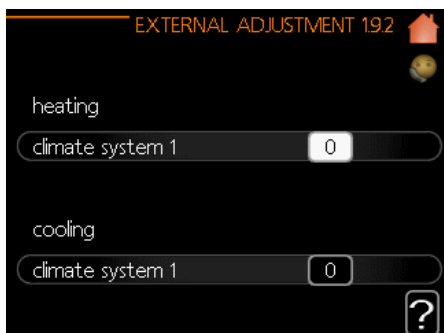 EXTERNAL ADJUSTMENT 1.9.2
heating
climate system 1 0
cooling
climate system 1 0
?